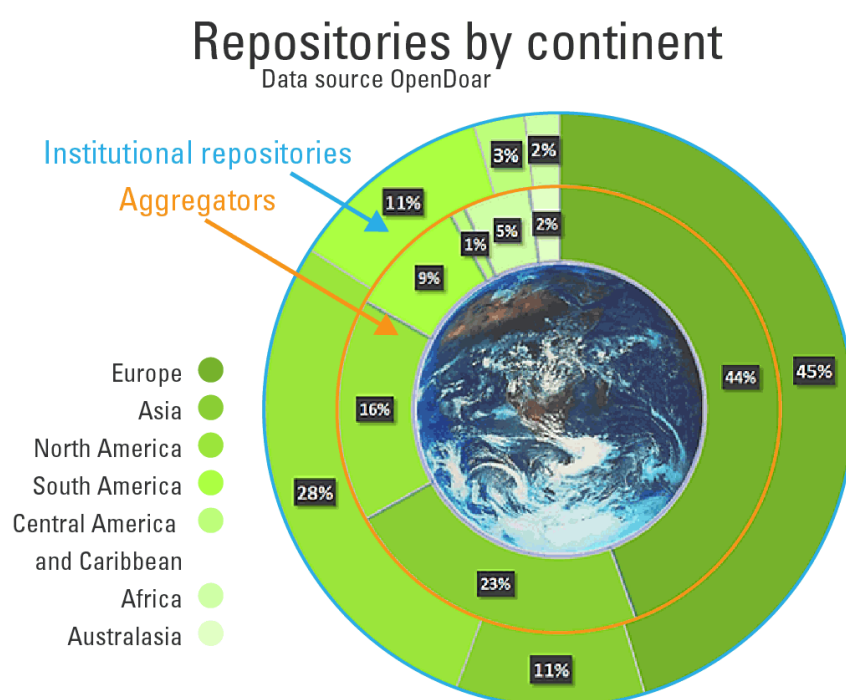 Repositories by continent
Data source OpenDoar
Institutional repositories
Aggregators
3%
2%
11%
1%
5%
2%
9%
44%
45%
16%
28%
23%
11%
Europe
Asia
North America
South America
Central America
and Caribbean
Africa
Australasia